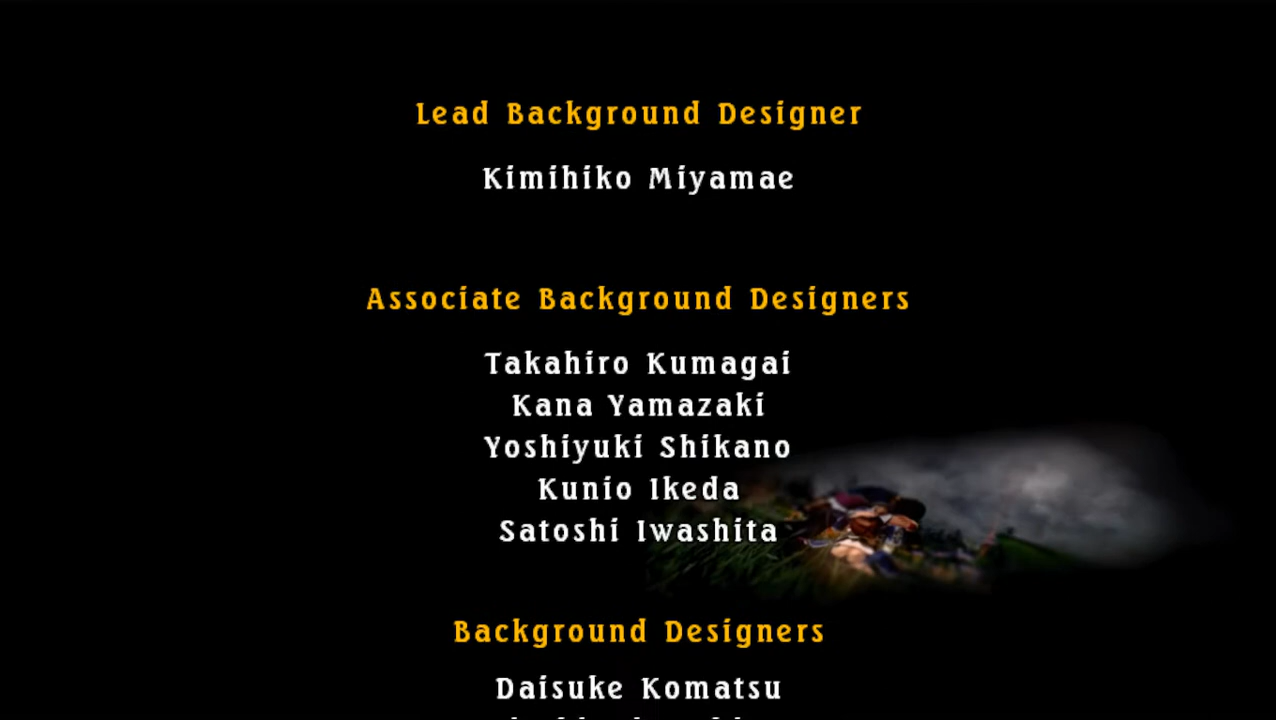 Lead Background Designer
Kimihiko Miyamae
Associate Background Designers
Takahiro Kumagai
Kana Yamazaki
Yoshiyuki Shikano
Kunio Ikeda
Satoshi Iwashita
Background Designers
Daisuke Komatsu